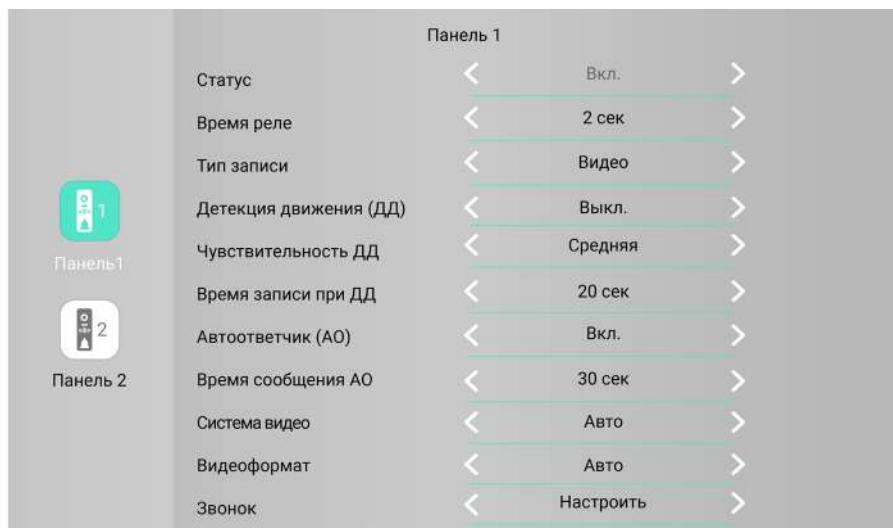 Панель 1
Статус Вкл.
Время реле 2 сек
Тип записи Видео
Детекция движения (ДД) Выкл.
Чувствительность ДД Средняя
Время записи при ДД 20 сек
Автоответчик (АО) Вкл.
Время сообщения АО 30 сек
Система видео Авто
Видеоформат Авто
Звонок Настроить
1
Панель1
2
Панель 2